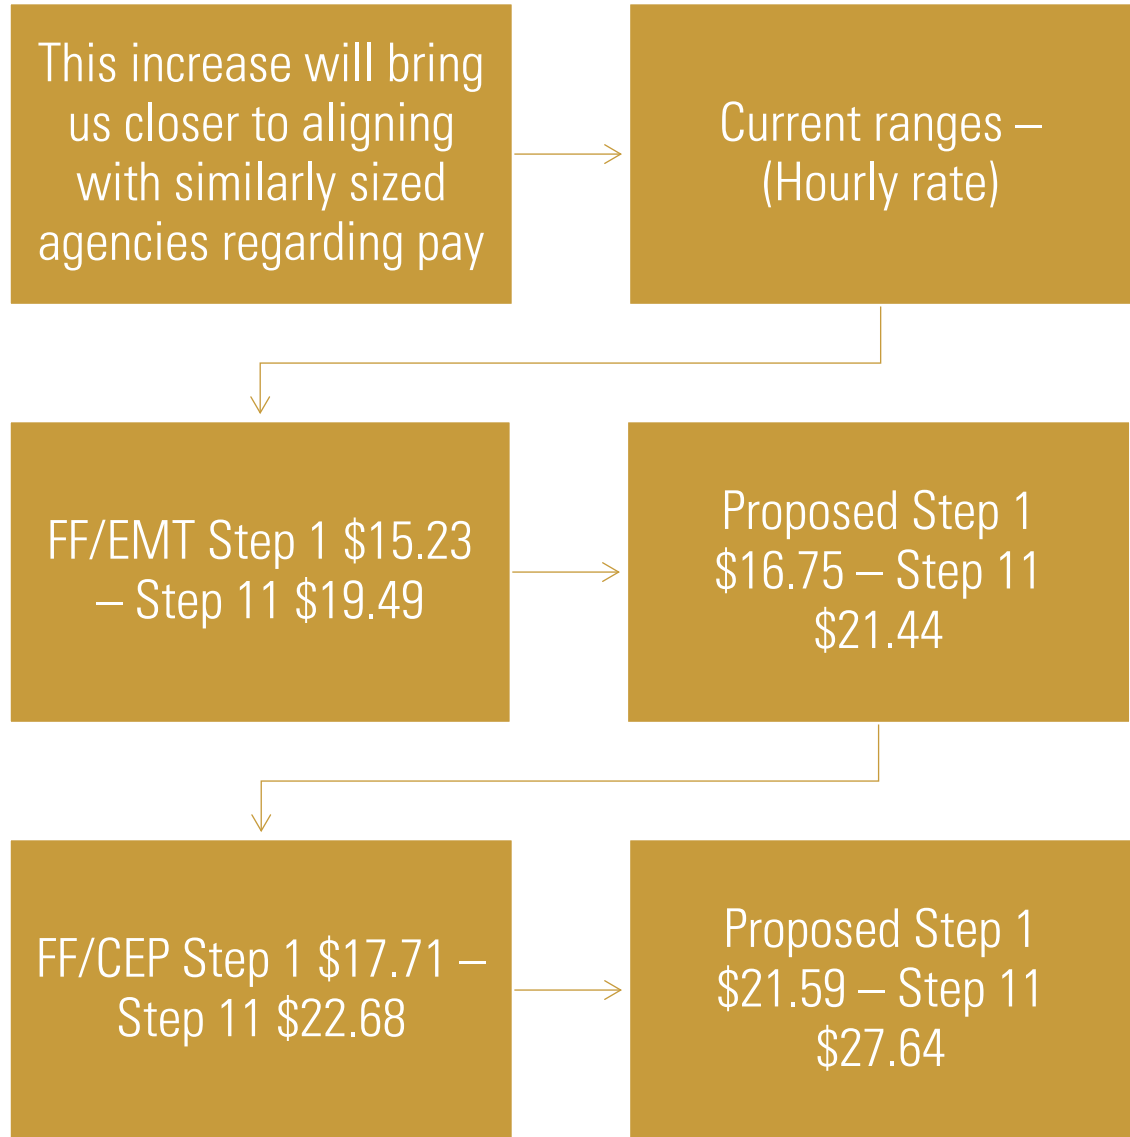 This increase will bring
us closer to aligning
with similarly sized
agencies regarding pay
Current ranges –
(Hourly rate)
FF/EMT Step 1 $15.23
– Step 11 $19.49
Proposed Step 1
$16.75 – Step 11
$21.44
FF/CEP Step 1 $17.71 –
Step 11 $22.68
Proposed Step 1
$21.59 – Step 11
$27.64